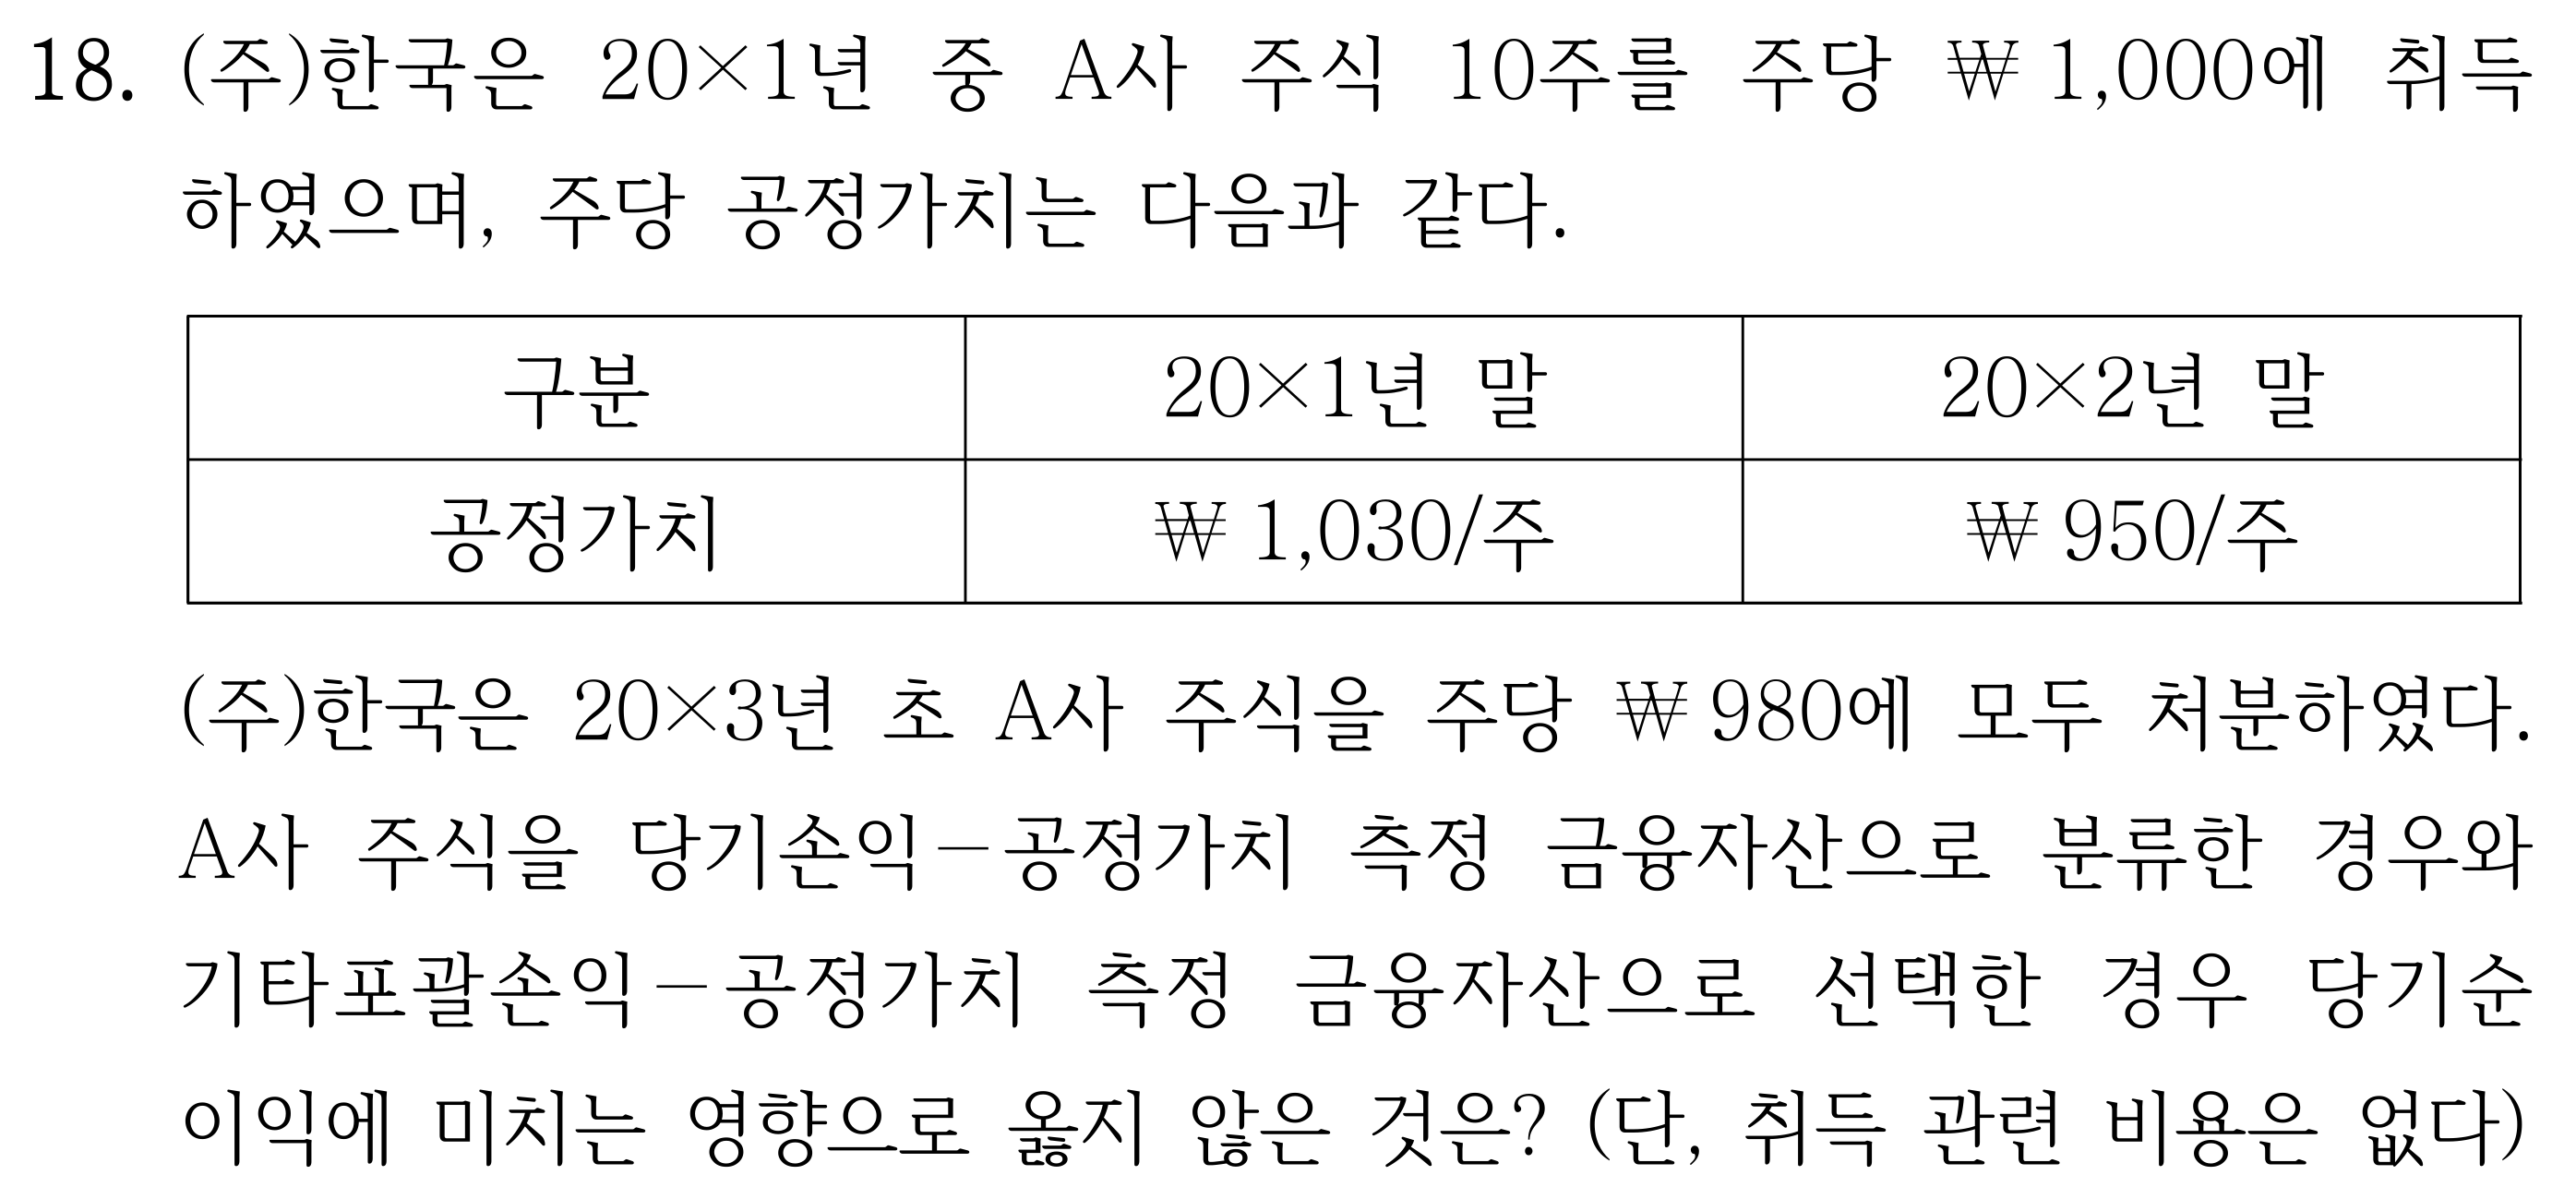 18. (주)한국은 20×1년 중 A사 주식 10주를 주당 ₩1,000에 취득
하였으며, 주당 공정가치는 다음과 같다.
구분 20×1년 말 20×2년 말
공정가치 ₩1,030/주 ₩950/주
(주)한국은 20×3년 초 A사 주식을 주당 ₩980에 모두 처분하였다.
A사 주식을 당기손익－공정가치 측정 금융자산으로 분류한 경우와
기타포괄손익－공정가치 측정 금융자산으로 선택한 경우 당기순
이익에 미치는 영향으로 옳지 않은 것은? (단, 취득 관련 비용은 없다)